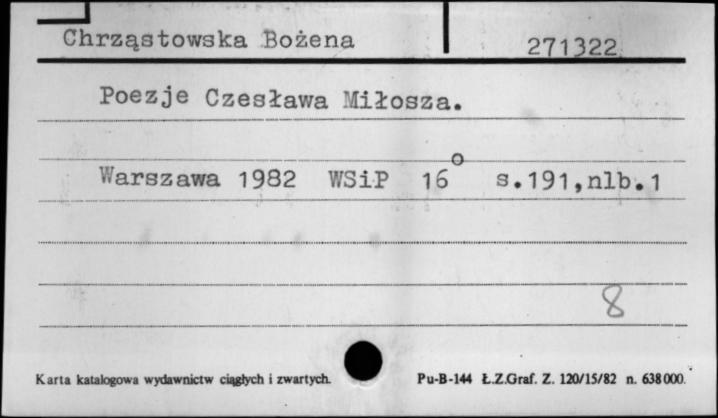 Chrząstowska Bożena 271322
Poezje Czesława Miłosza.
Warszawa 1982 WSiP 16° s.191,nlb.1
8
Karta katalogowa wydawnictw ciągłych i zwartych. Pu-B-144 Ł.Z.Graf. Z. 120/15/82 n. 638000.